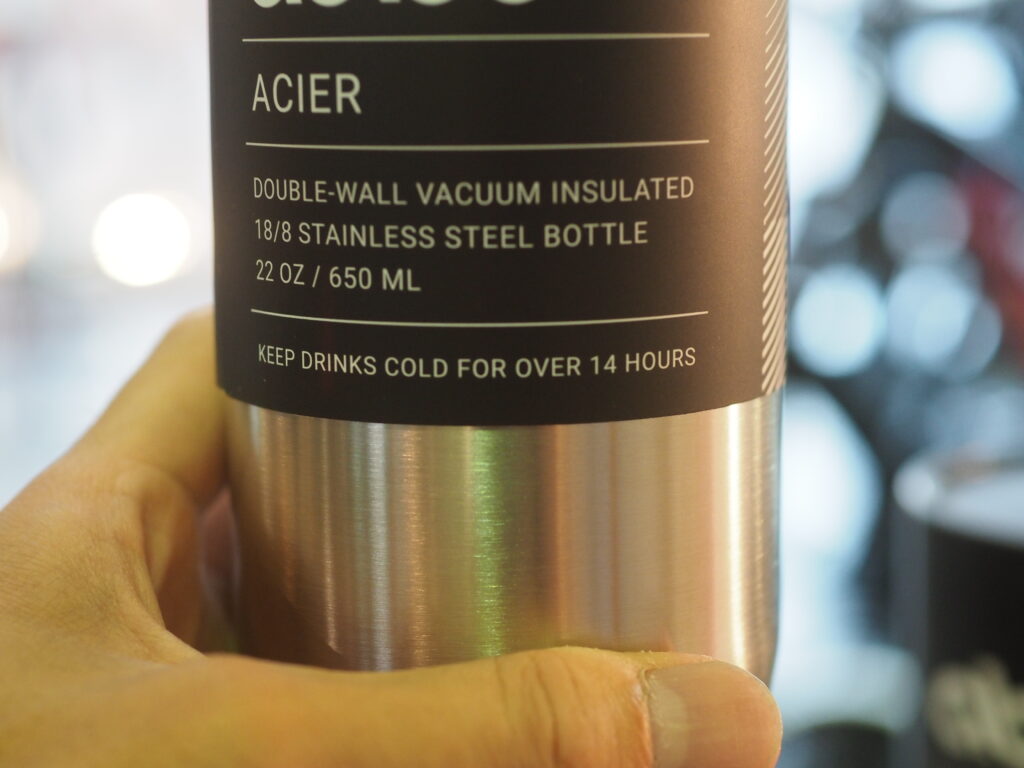 ACIER
DOUBLE-WALL VACUUM INSULATED
18/8 STAINLESS STEEL BOTTLE
22 OZ / 650 ML
KEEP DRINKS COLD FOR OVER 14 HOURS